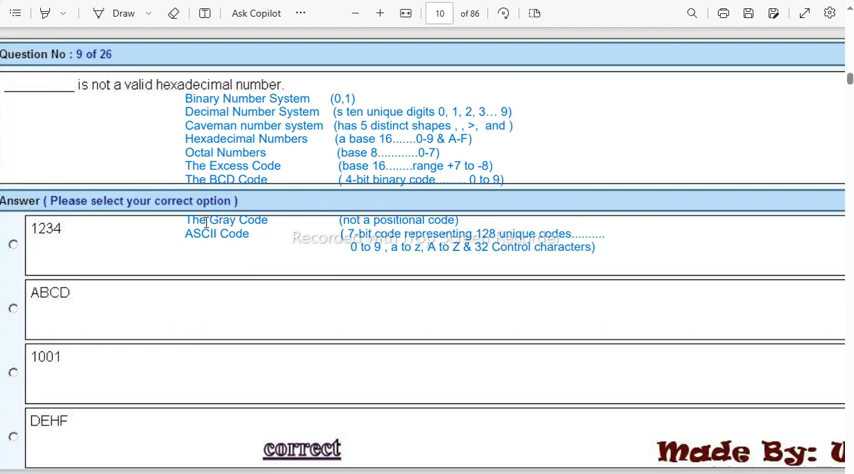 Draw
Ask Copilot
10 of 86
Question No : 9 of 26
__________ is not a valid hexadecimal number.
Binary Number System (0,1)
Decimal Number System (s ten unique digits 0, 1, 2, 3... 9)
Caveman number system (has 5 distinct shapes , , >, and )
Hexadecimal Numbers (a base 16.......0-9 & A-F)
Octal Numbers (base 8............0-7)
The Excess Code (base 16........range +7 to -8)
The BCD Code ( 4-bit binary code......... 0 to 9)
Answer ( Please select your correct option )
The Gray Code (not a positional code)
1234
ASCII Code ( 7-bit code representing 128 unique codes..........
Recorded with Screen Recorder
0 to 9 , a to z, A to Z & 32 Control characters)
ABCD
1001
DEHF
correct
Made By: